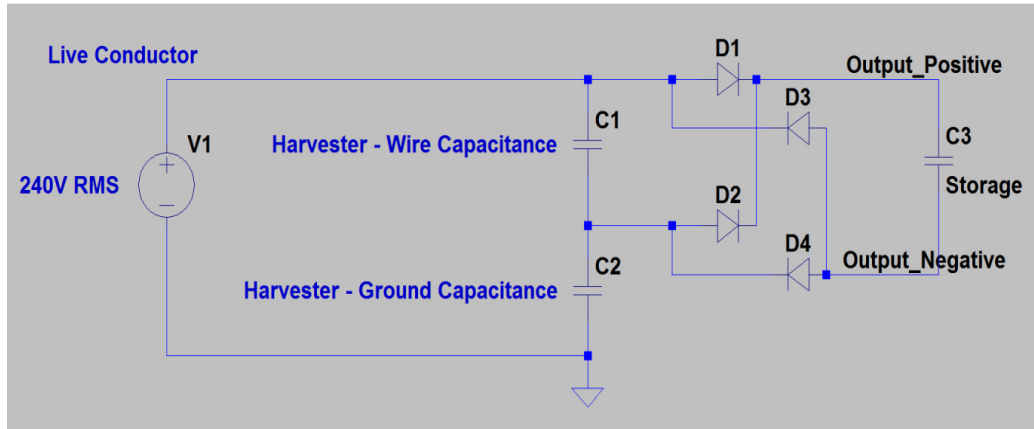 Live Conductor
D1
Output_Positive
D3
V1
C1
Harvester - Wire Capacitance
C3
240V RMS
Storage
D2
D4
C2
Output_Negative
Harvester - Ground Capacitance